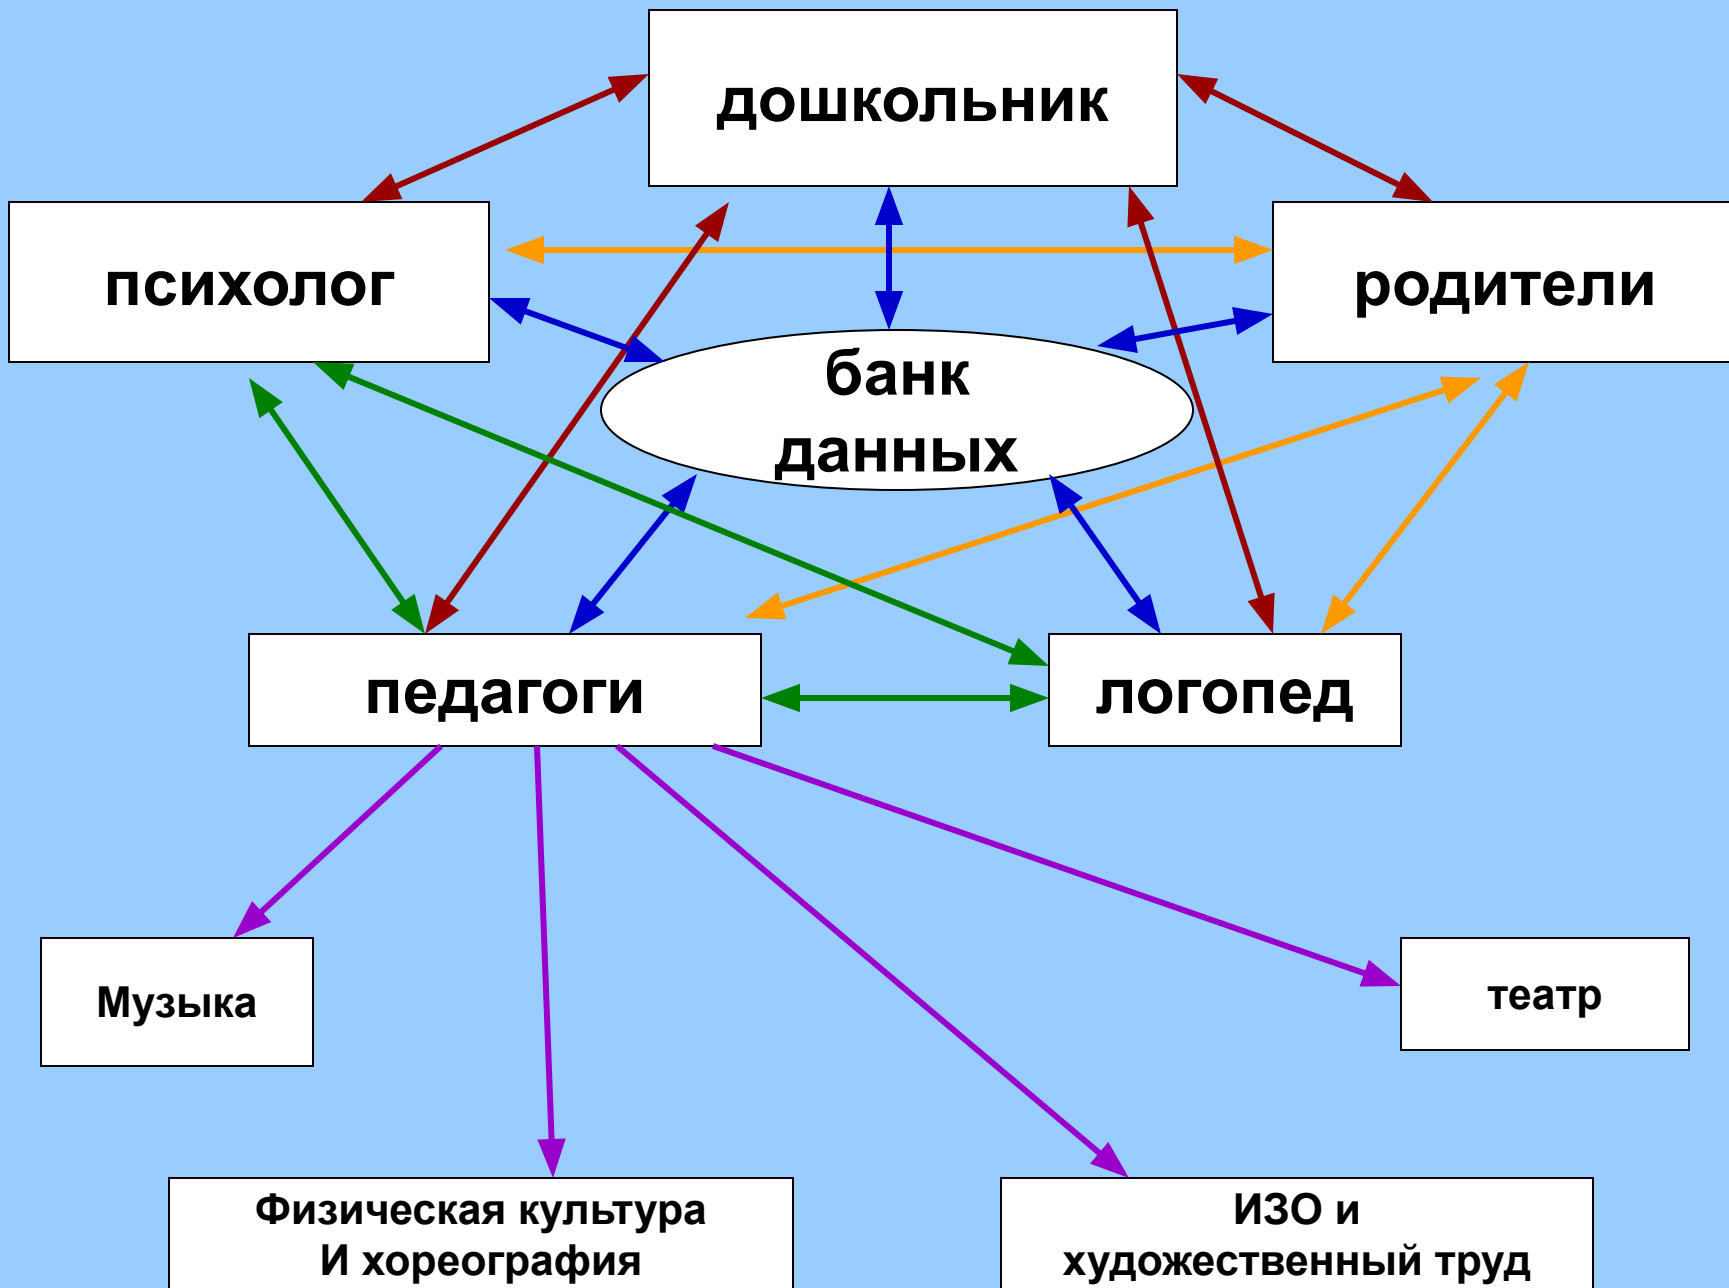 дошкольник
психолог
родители
банк
данных
педагоги
логопед
Музыка
театр
Физическая культура
И хореография
ИЗО и
художественный труд